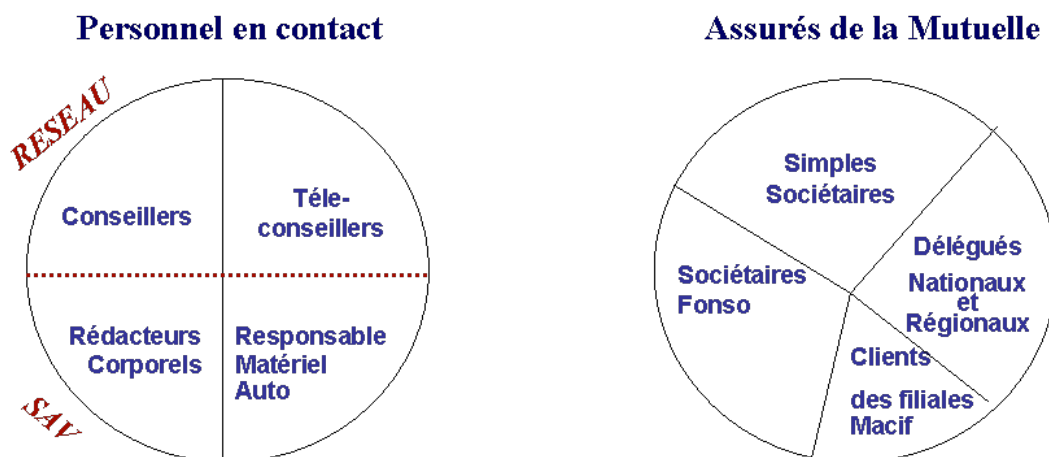 Personnel en contact
RESEAU
Conseillers
Téle-
conseillers
Rédacteurs
Corporels
Responsable
Matériel
Auto
SAV
Assurés de la Mutuelle
Simples
Sociétaires
Sociétaires
Fonso
Délégués
Nationaux
et
Régionaux
Clients
des filiales
Macif